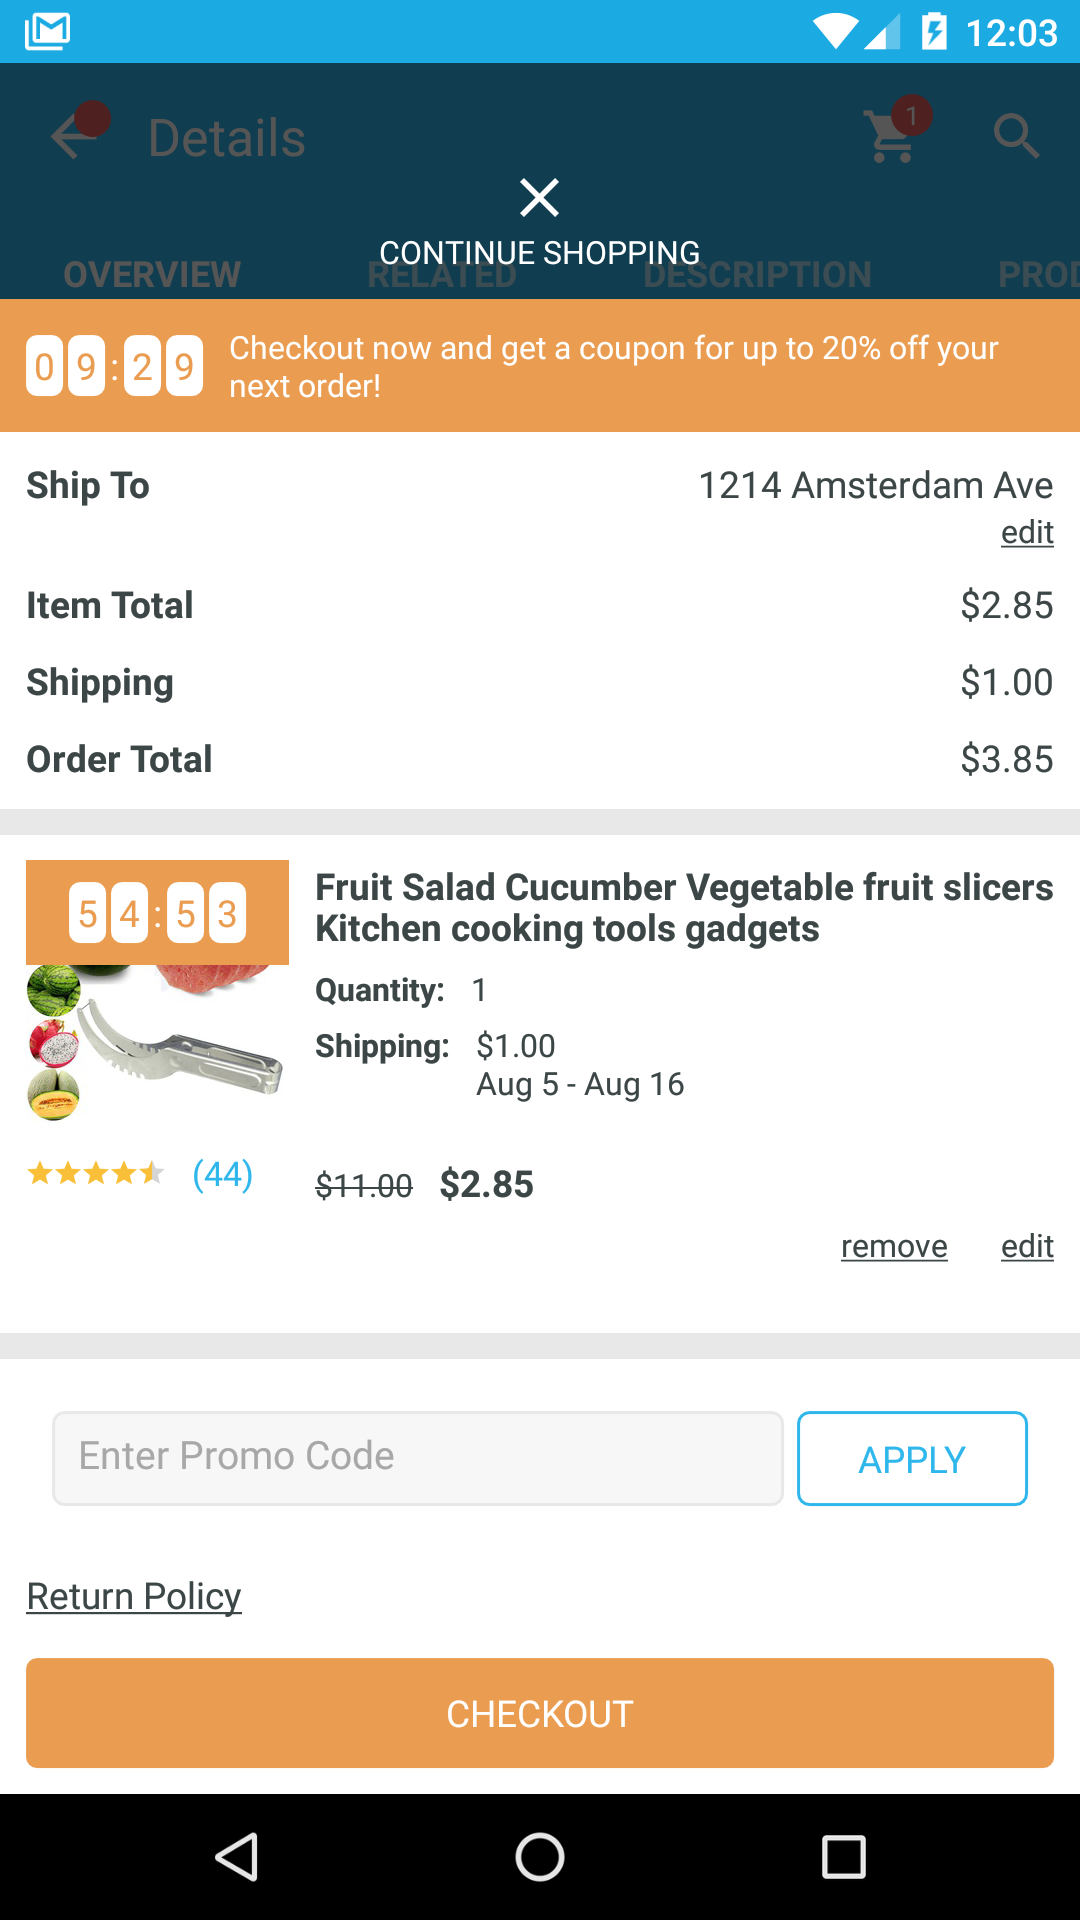 12:03
Details
1
CONTINUE SHOPPING
OVERVIEW RELATED DESCRIPTION PROD
09:29
Checkout now and get a coupon for up to 20% off your
next order!
Ship To 1214 Amsterdam Ave
edit
Item Total $2.85
Shipping $1.00
Order Total $3.85
54:53
Fruit Salad Cucumber Vegetable fruit slicers
Kitchen cooking tools gadgets
Quantity: 1
Shipping: $1.00
Aug 5 - Aug 16
(44)
$11.00 $2.85
remove edit
Enter Promo Code APPLY
Return Policy
CHECKOUT